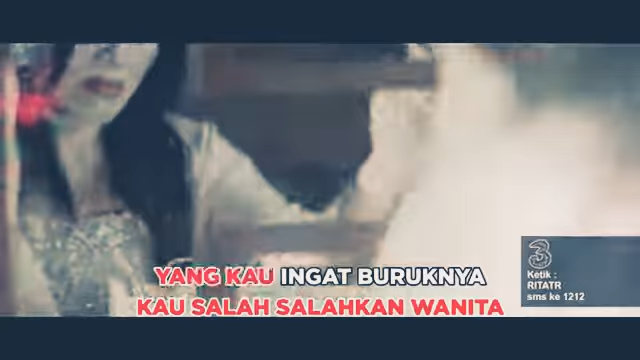 YANG KAU INGAT BURUKNYA
KAU SALAH SALAHKAN WANITA
3
Ketik :
RITATR
sms ke 1212